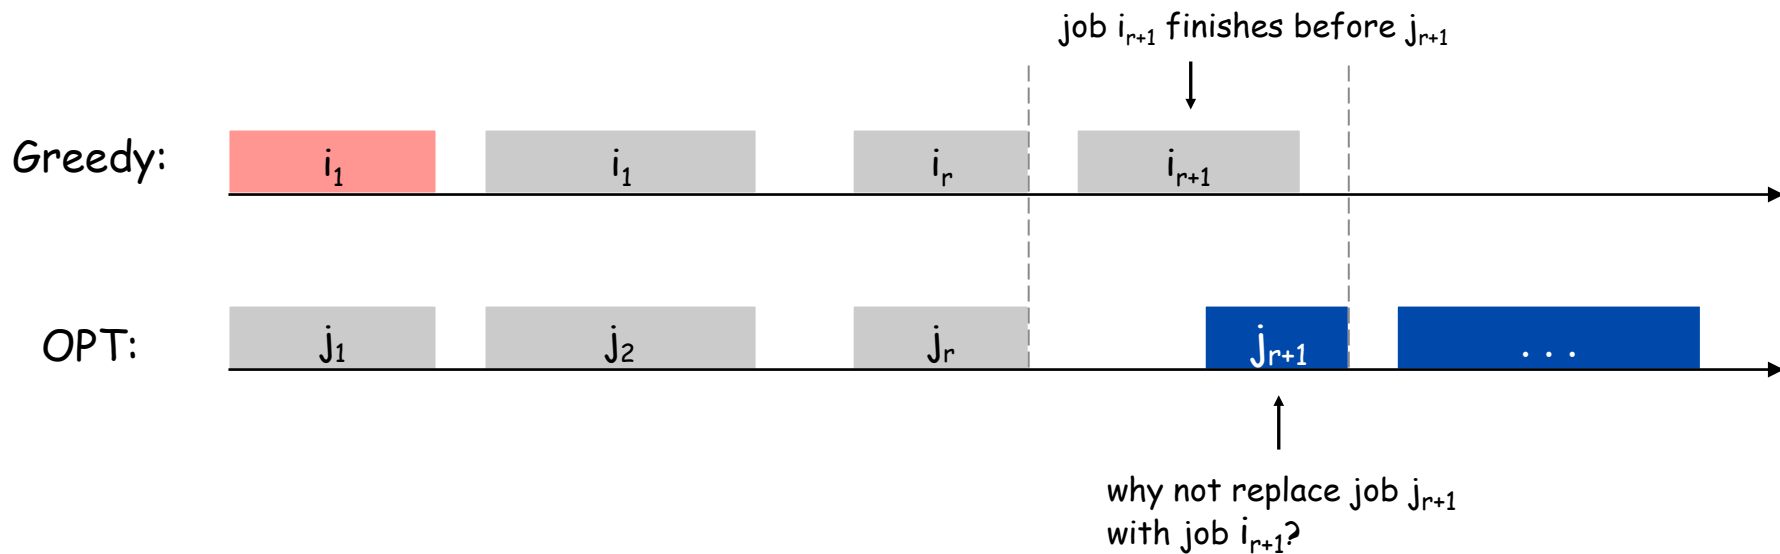 job i_{r+1} finishes before j_{r+1}
Greedy: i_1 i_1 i_r i_{r+1}
OPT: j_1 j_2 j_r j_{r+1} . . .
why not replace job j_{r+1}
with job i_{r+1}?